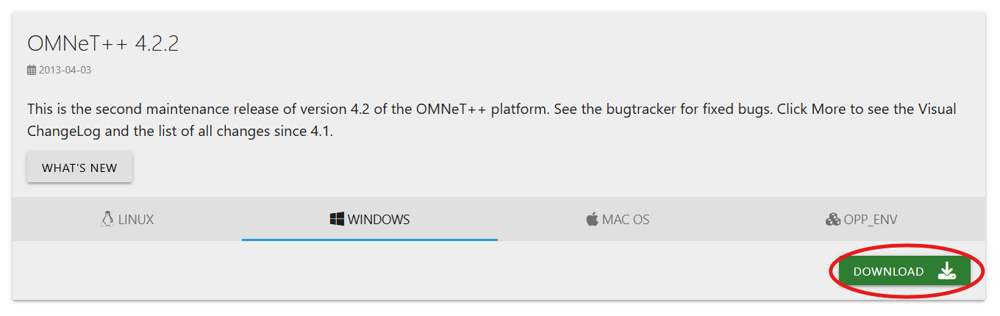 OMNeT++ 4.2.2
2013-04-03
This is the second maintenance release of version 4.2 of the OMNeT++ platform. See the bugtracker for fixed bugs. Click More to see the Visual
ChangeLog and the list of all changes since 4.1.
WHAT'S NEW
LINUX WINDOWS MAC OS OPP_ENV
DOWNLOAD